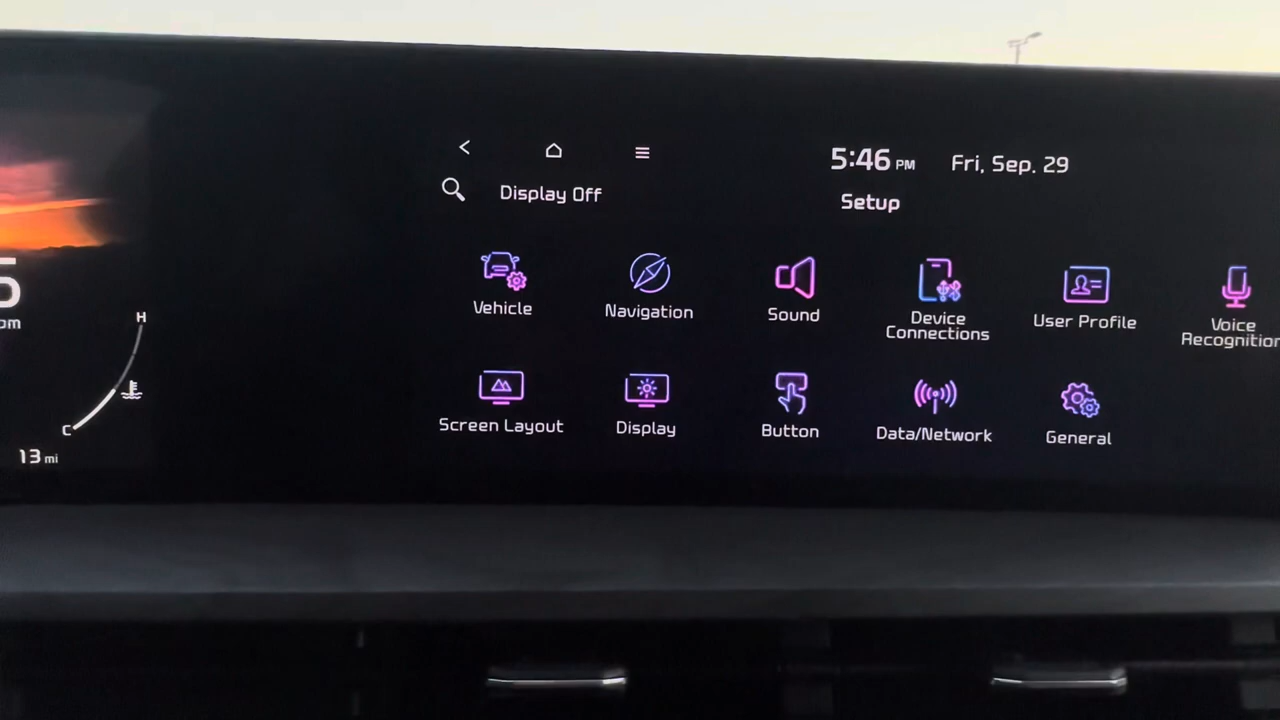 5:46 PM Fri, Sep. 29
Display Off
Setup
Vehicle
Navigation
Sound
Device
Connections
User Profile
Voice
Recognition
Screen Layout
Display
Button
Data/Network
General
5
H
C
13 mi